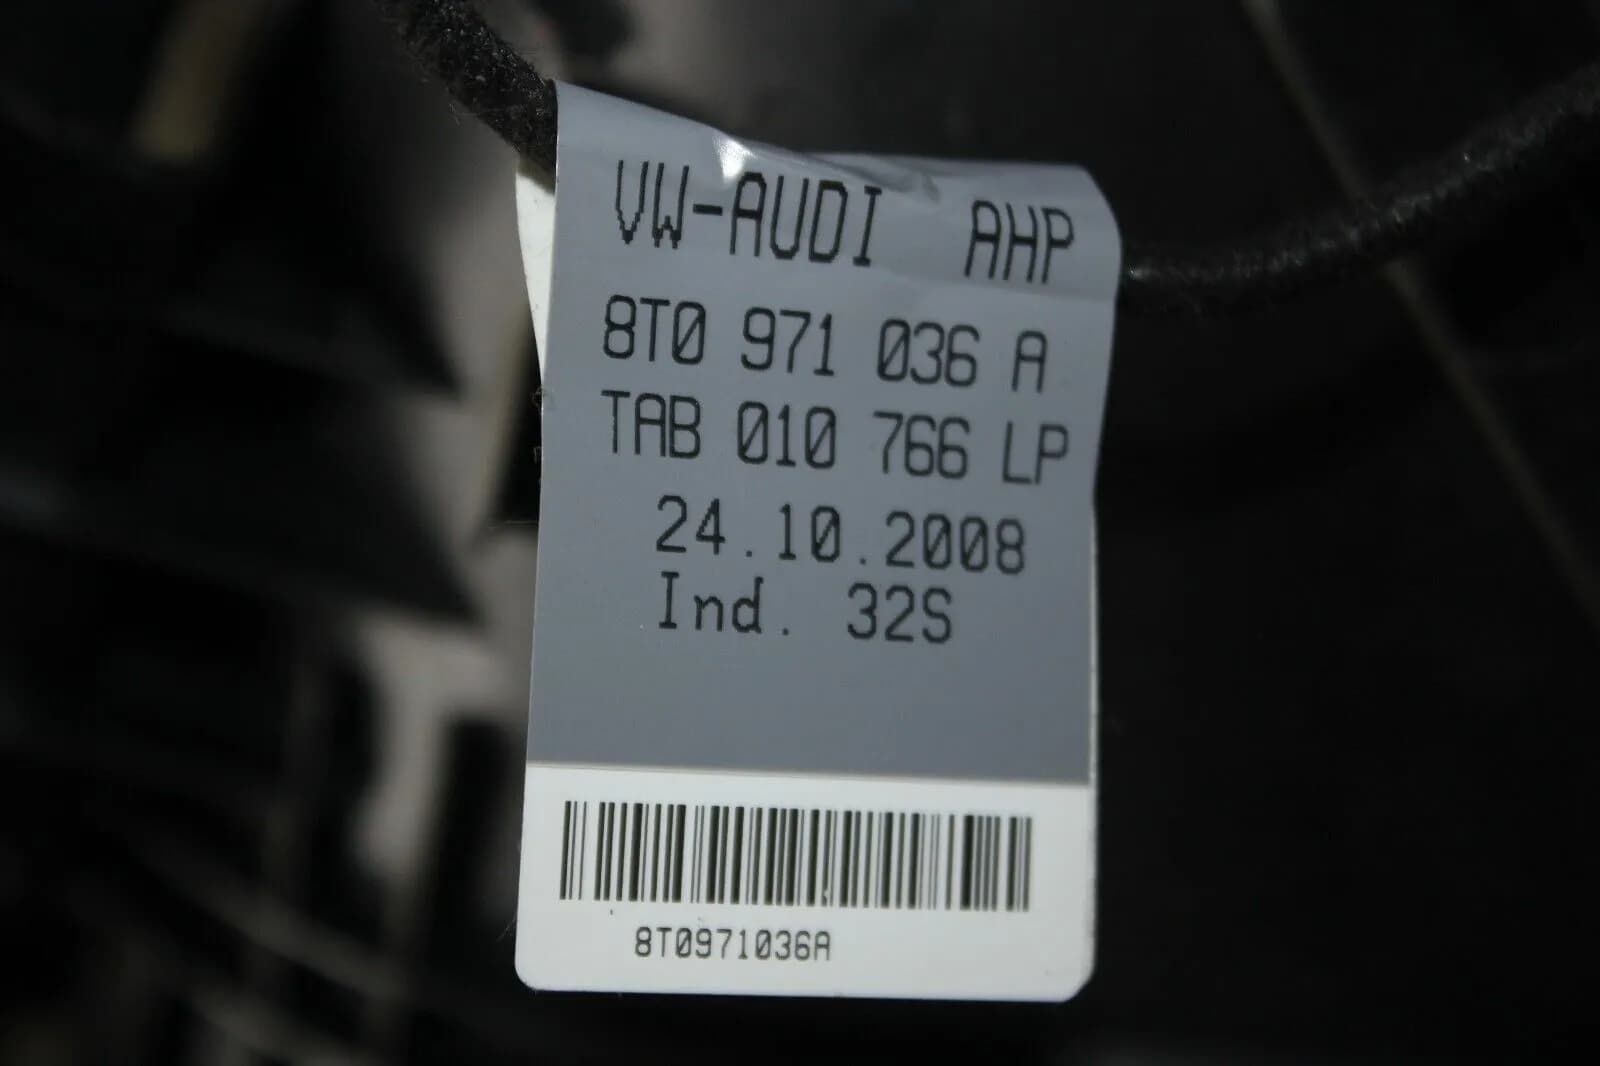 VW-AUDI AHP
8T0 971 036 A
TAB 010 766 LP
24.10.2008
Ind. 32S
8T0971036A